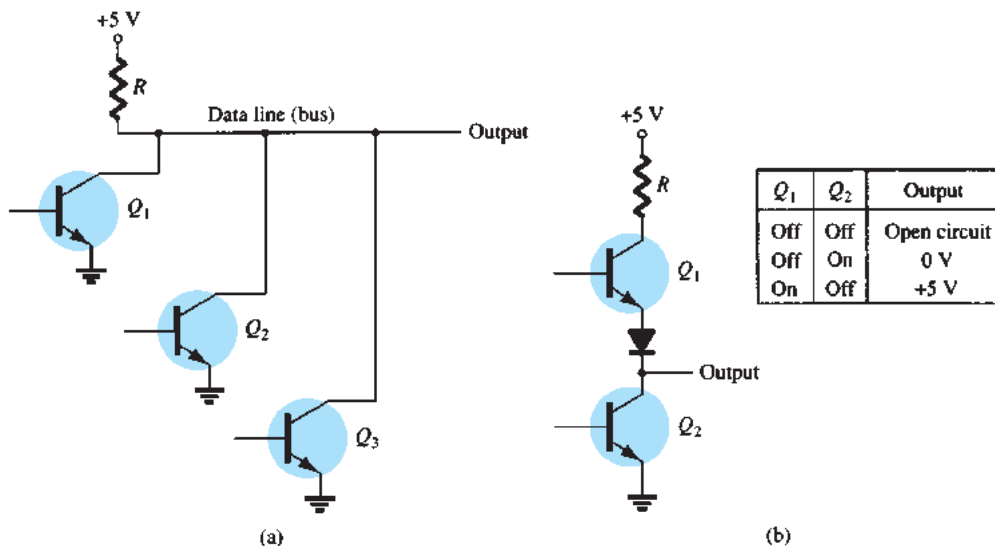 +5 V
R
Data line (bus)
Output
Q1
Q2
Q3
(a)
+5 V
R
Q1
Output
Q2
(b)
Q1 Q2 Output
Off Off Open circuit
Off On 0 V
On Off +5 V